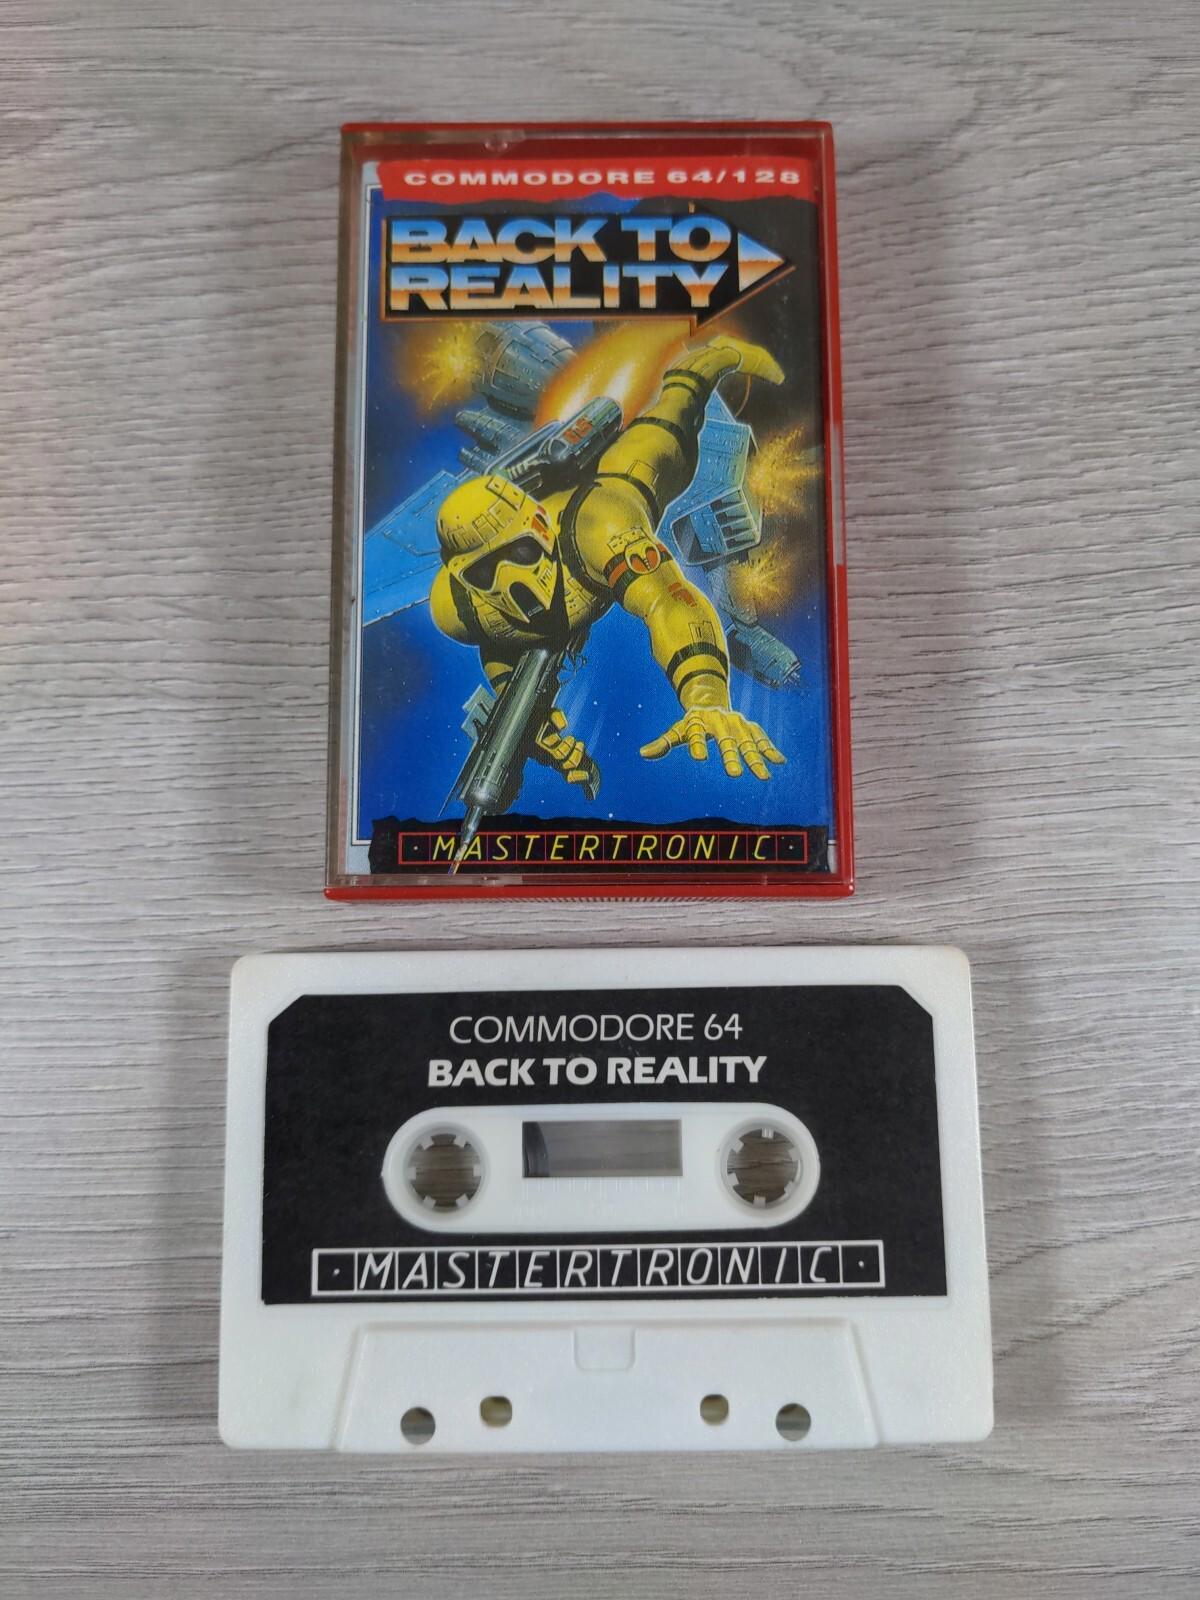 COMMODORE 64/128
BACK TO
REALITY
MASTERTRONIC
COMMODORE 64
BACK TO REALITY
MASTERTRONIC